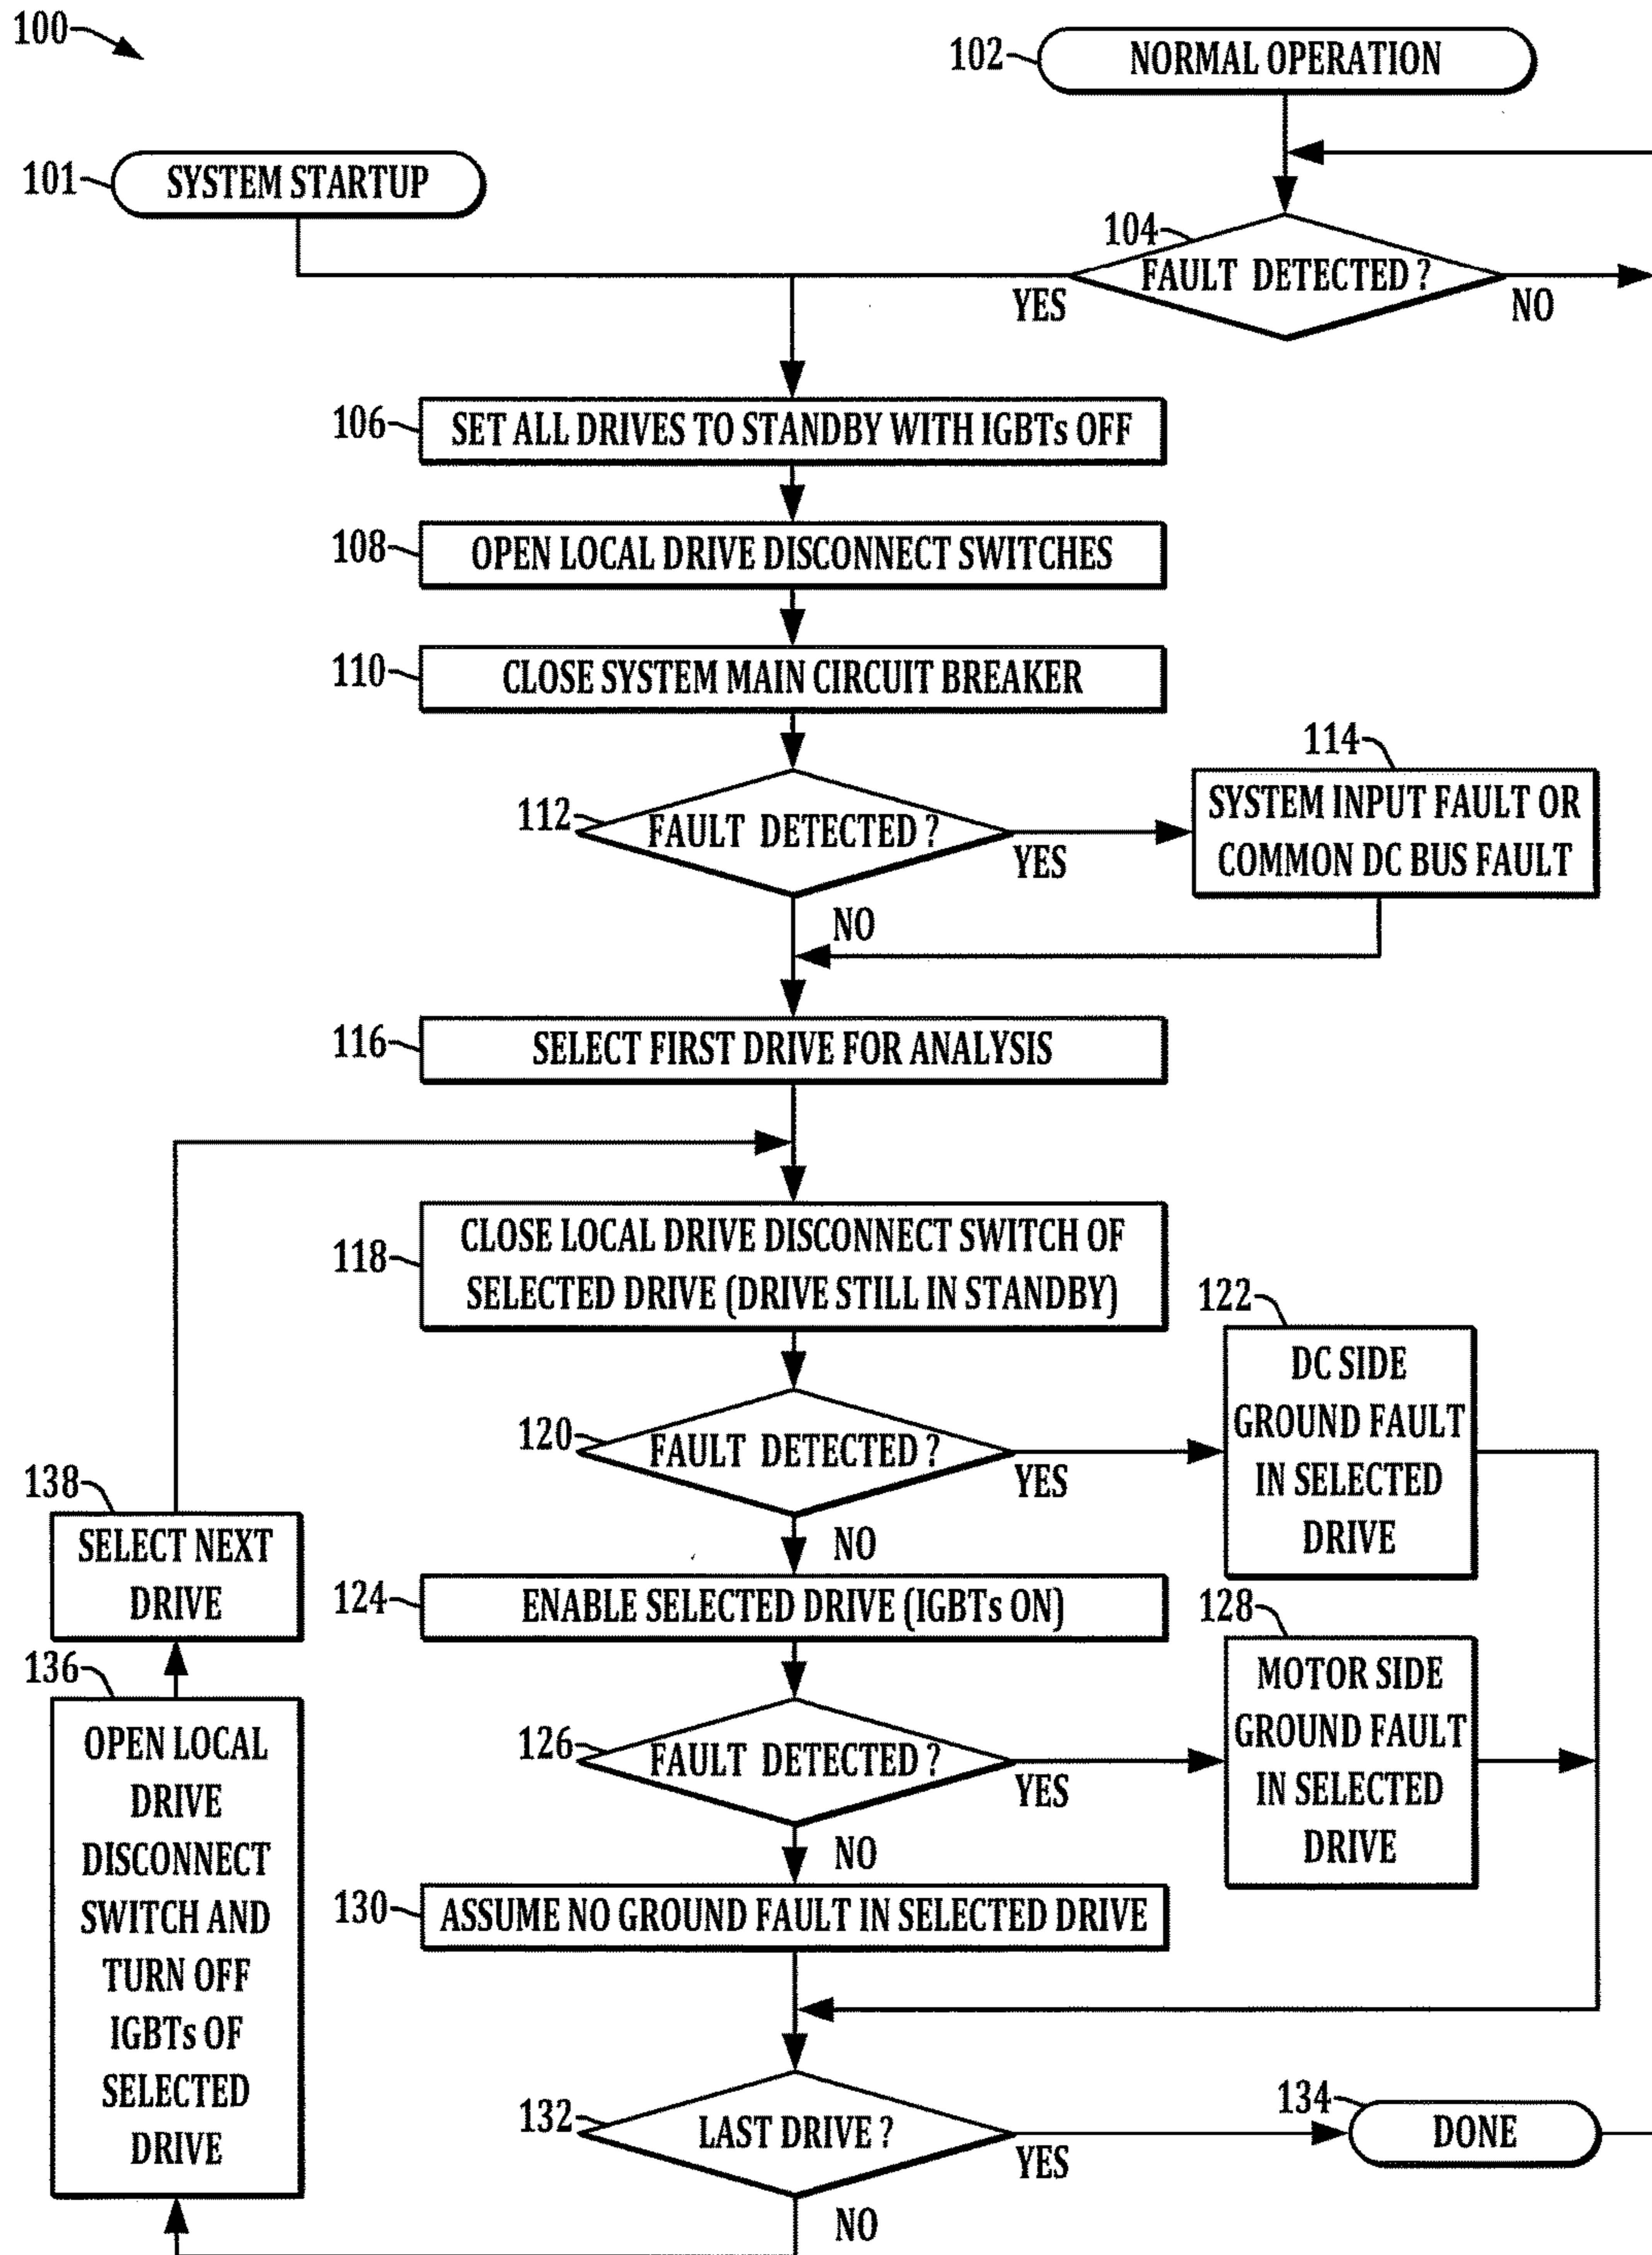 100
102
NORMAL OPERATION
101
SYSTEM STARTUP
104
FAULT DETECTED ?
YES
NO
106
SET ALL DRIVES TO STANDBY WITH IGBTs OFF
108
OPEN LOCAL DRIVE DISCONNECT SWITCHES
110
CLOSE SYSTEM MAIN CIRCUIT BREAKER
112
FAULT DETECTED ?
YES
NO
114
SYSTEM INPUT FAULT OR
COMMON DC BUS FAULT
116
SELECT FIRST DRIVE FOR ANALYSIS
118
CLOSE LOCAL DRIVE DISCONNECT SWITCH OF
SELECTED DRIVE (DRIVE STILL IN STANDBY)
120
FAULT DETECTED ?
YES
NO
122
DC SIDE
GROUND FAULT
IN SELECTED
DRIVE
124
ENABLE SELECTED DRIVE (IGBTs ON)
126
FAULT DETECTED ?
YES
NO
128
MOTOR SIDE
GROUND FAULT
IN SELECTED
DRIVE
130
ASSUME NO GROUND FAULT IN SELECTED DRIVE
132
LAST DRIVE ?
YES
NO
134
DONE
136
OPEN LOCAL
DRIVE
DISCONNECT
SWITCH AND
TURN OFF
IGBTs OF
SELECTED
DRIVE
138
SELECT NEXT
DRIVE